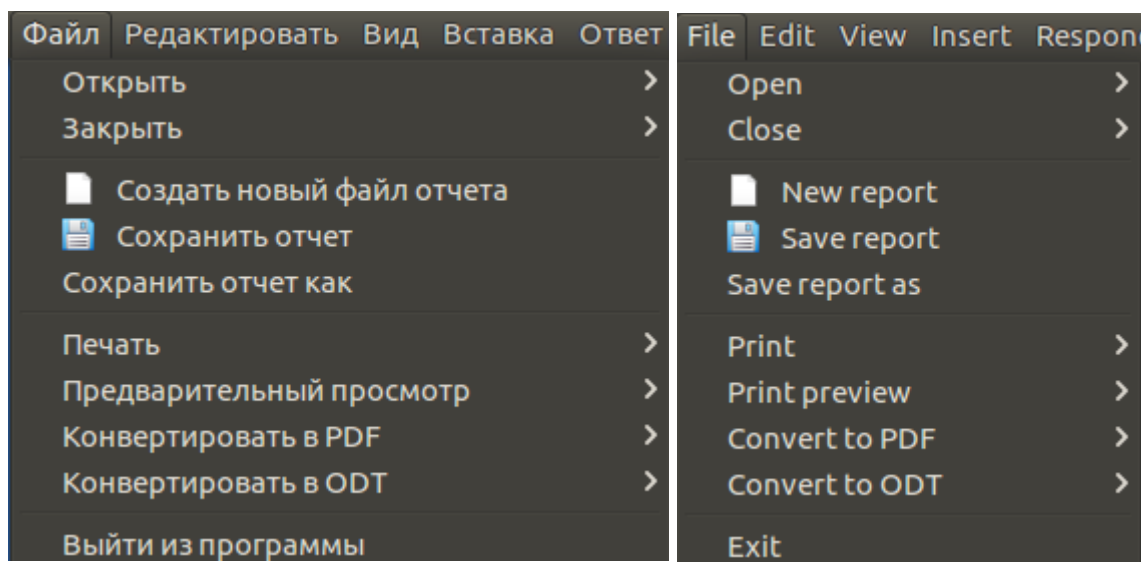 Файл Редактировать Вид Вставка Ответ
Открыть
Закрыть
Создать новый файл отчета
Сохранить отчет
Сохранить отчет как
Печать
Предварительный просмотр
Конвертировать в PDF
Конвертировать в ODT
Выйти из программы
File Edit View Insert Respon
Open
Close
New report
Save report
Save report as
Print
Print preview
Convert to PDF
Convert to ODT
Exit